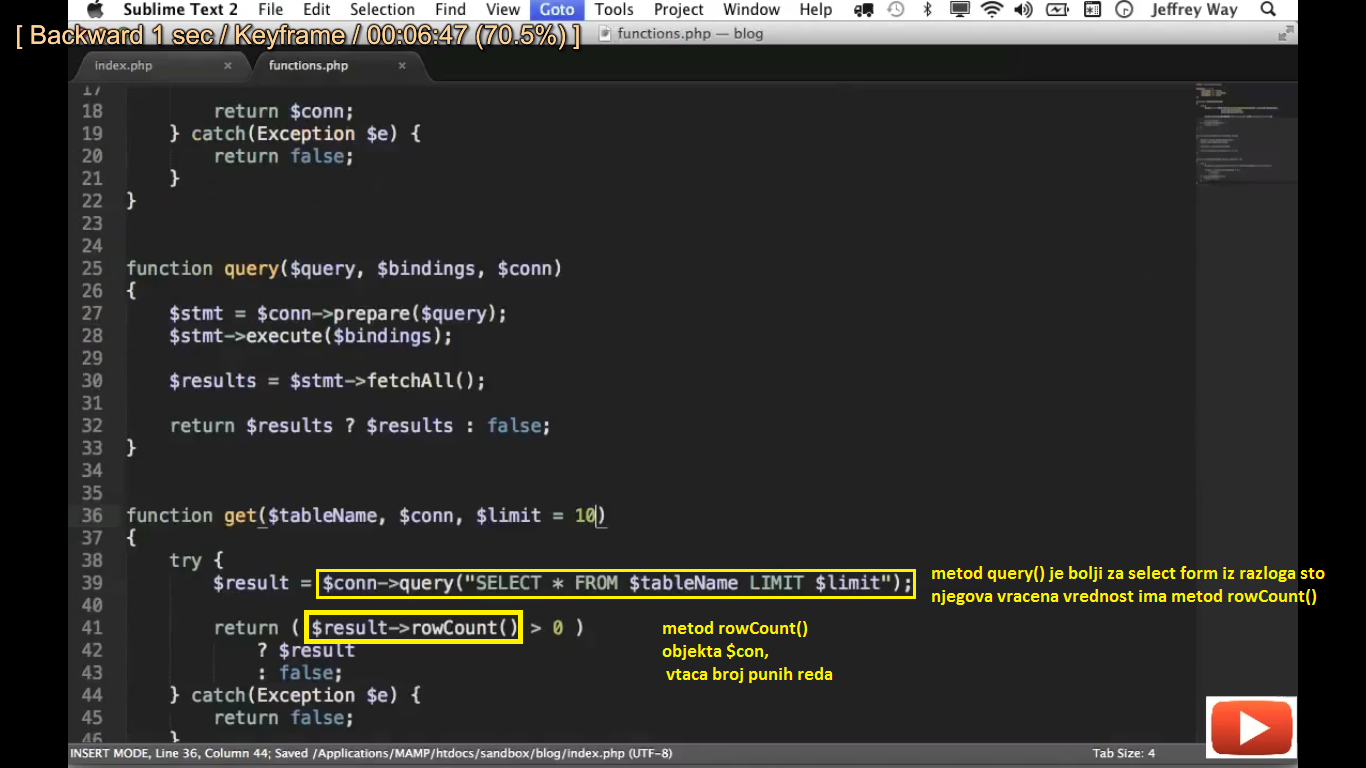 Sublime Text 2 File Edit Selection Find View Goto Tools Project Window Help Jeffrey Way
[ Backward 1 sec / Keyframe / 00:06:47 (70.5%) ]
functions.php — blog
index.php × functions.php ×
17
18 return $conn;
19 } catch(Exception $e) {
20 return false;
21 }
22 }
23
24
25 function query($query, $bindings, $conn)
26 {
27 $stmt = $conn->prepare($query);
28 $stmt->execute($bindings);
29
30 $results = $stmt->fetchAll();
31
32 return $results ? $results : false;
33 }
34
35
36 function get($tableName, $conn, $limit = 10)
37 {
38 try {
39 $result = $conn->query("SELECT * FROM $tableName LIMIT $limit");
metod query() je bolji za select form iz razloga sto
njegova vracena vrednost ima metod rowCount()
40
41 return ( $result->rowCount() > 0 )
42 ? $result
43 : false;
metod rowCount()
objekta $con,
vtaca broj punih reda
44 } catch(Exception $e) {
45 return false;
46 }
INSERT MODE, Line 36, Column 44; Saved /Applications/MAMP/htdocs/sandbox/blog/index.php (UTF-8) Tab Size: 4